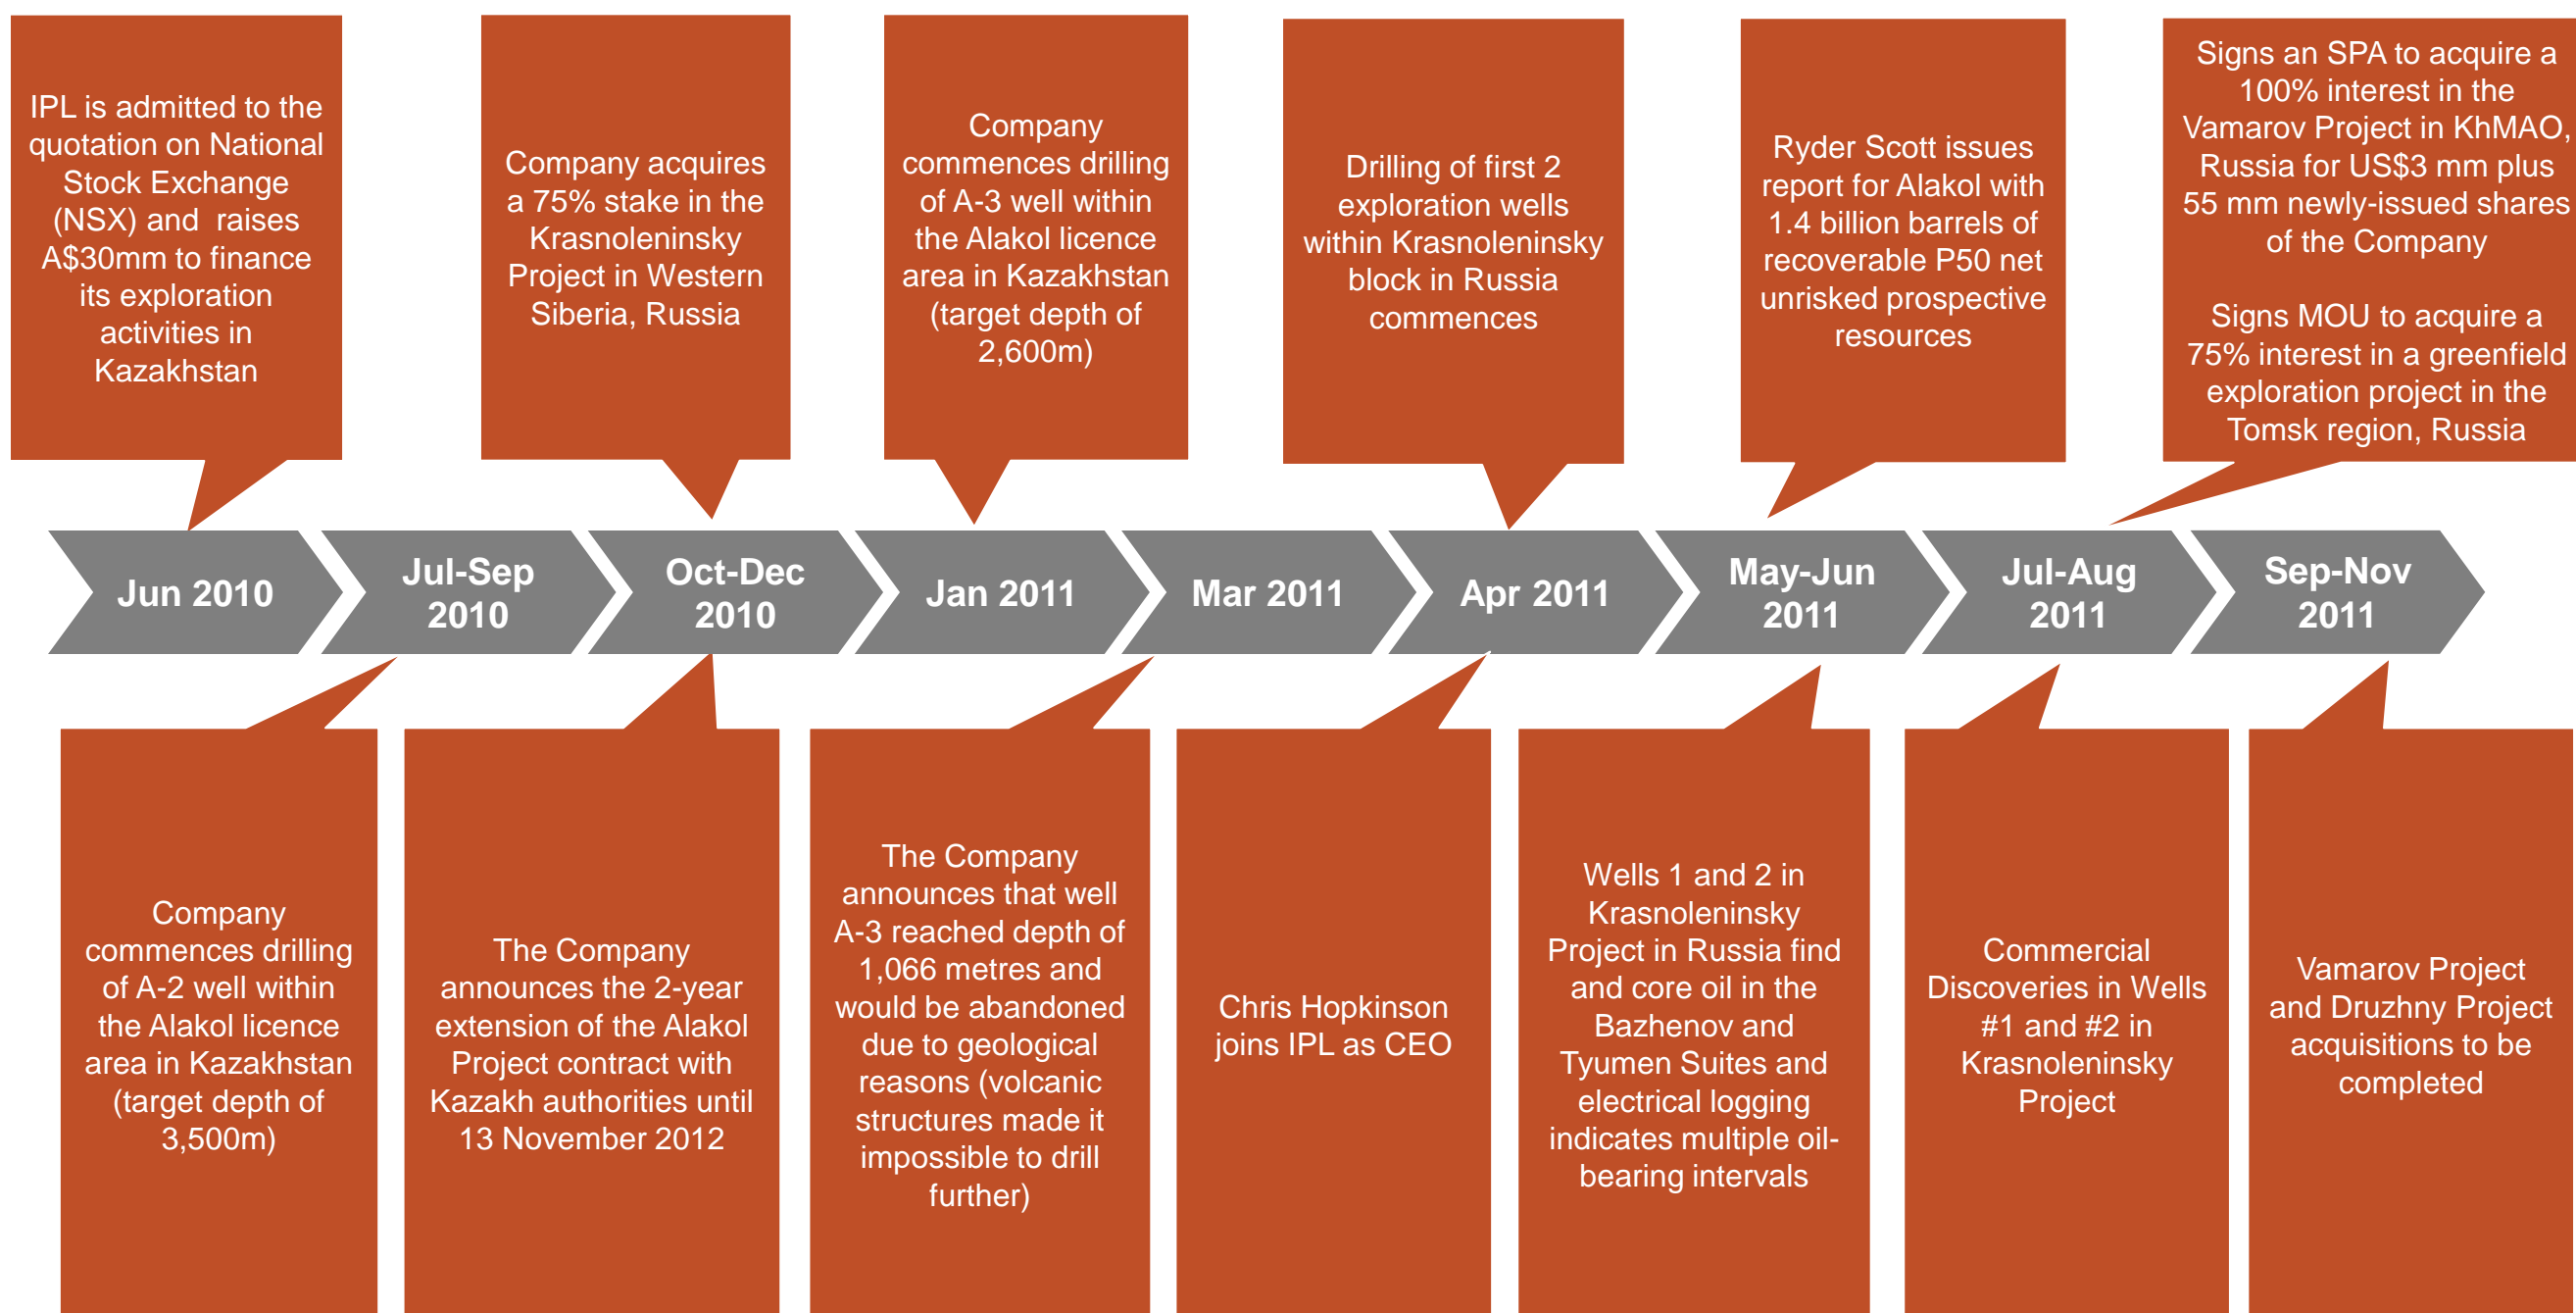 IPL is admitted to the
quotation on National
Stock Exchange
(NSX) and raises
A$30mm to finance
its exploration
activities in
Kazakhstan
Company acquires
a 75% stake in the
Krasnoleninsky
Project in Western
Siberia, Russia
Company
commences drilling
of A-3 well within
the Alakol licence
area in Kazakhstan
(target depth of
2,600m)
Drilling of first 2
exploration wells
within Krasnoleninsky
block in Russia
commences
Ryder Scott issues
report for Alakol with
1.4 billion barrels of
recoverable P50 net
unrisked prospective
resources
Signs an SPA to acquire a
100% interest in the
Vamarov Project in KhMAO,
Russia for US$3 mm plus
55 mm newly-issued shares
of the Company
Signs MOU to acquire a
75% interest in a greenfield
exploration project in the
Tomsk region, Russia
Jun 2010
Jul-Sep
2010
Oct-Dec
2010
Jan 2011
Mar 2011
Apr 2011
May-Jun
2011
Jul-Aug
2011
Sep-Nov
2011
Company
commences drilling
of A-2 well within
the Alakol licence
area in Kazakhstan
(target depth of
3,500m)
The Company
announces the 2-year
extension of the Alakol
Project contract with
Kazakh authorities until
13 November 2012
The Company
announces that well
A-3 reached depth of
1,066 metres and
would be abandoned
due to geological
reasons (volcanic
structures made it
impossible to drill
further)
Chris Hopkinson
joins IPL as CEO
Wells 1 and 2 in
Krasnoleninsky
Project in Russia find
and core oil in the
Bazhenov and
Tyumen Suites and
electrical logging
indicates multiple oil-
bearing intervals
Commercial
Discoveries in Wells
#1 and #2 in
Krasnoleninsky
Project
Vamarov Project
and Druzhny Project
acquisitions to be
completed